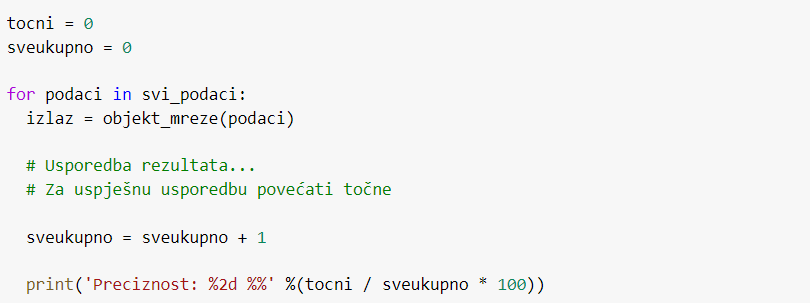 tocni = 0
sveukupno = 0
for podaci in svi_podaci:
  izlaz = objekt_mreze(podaci)
  # Usporedba rezultata...
  # Za uspješnu usporedbu povećati točne
  sveukupno = sveukupno + 1
  print('Preciznost: %2d %%' %(tocni / sveukupno * 100))